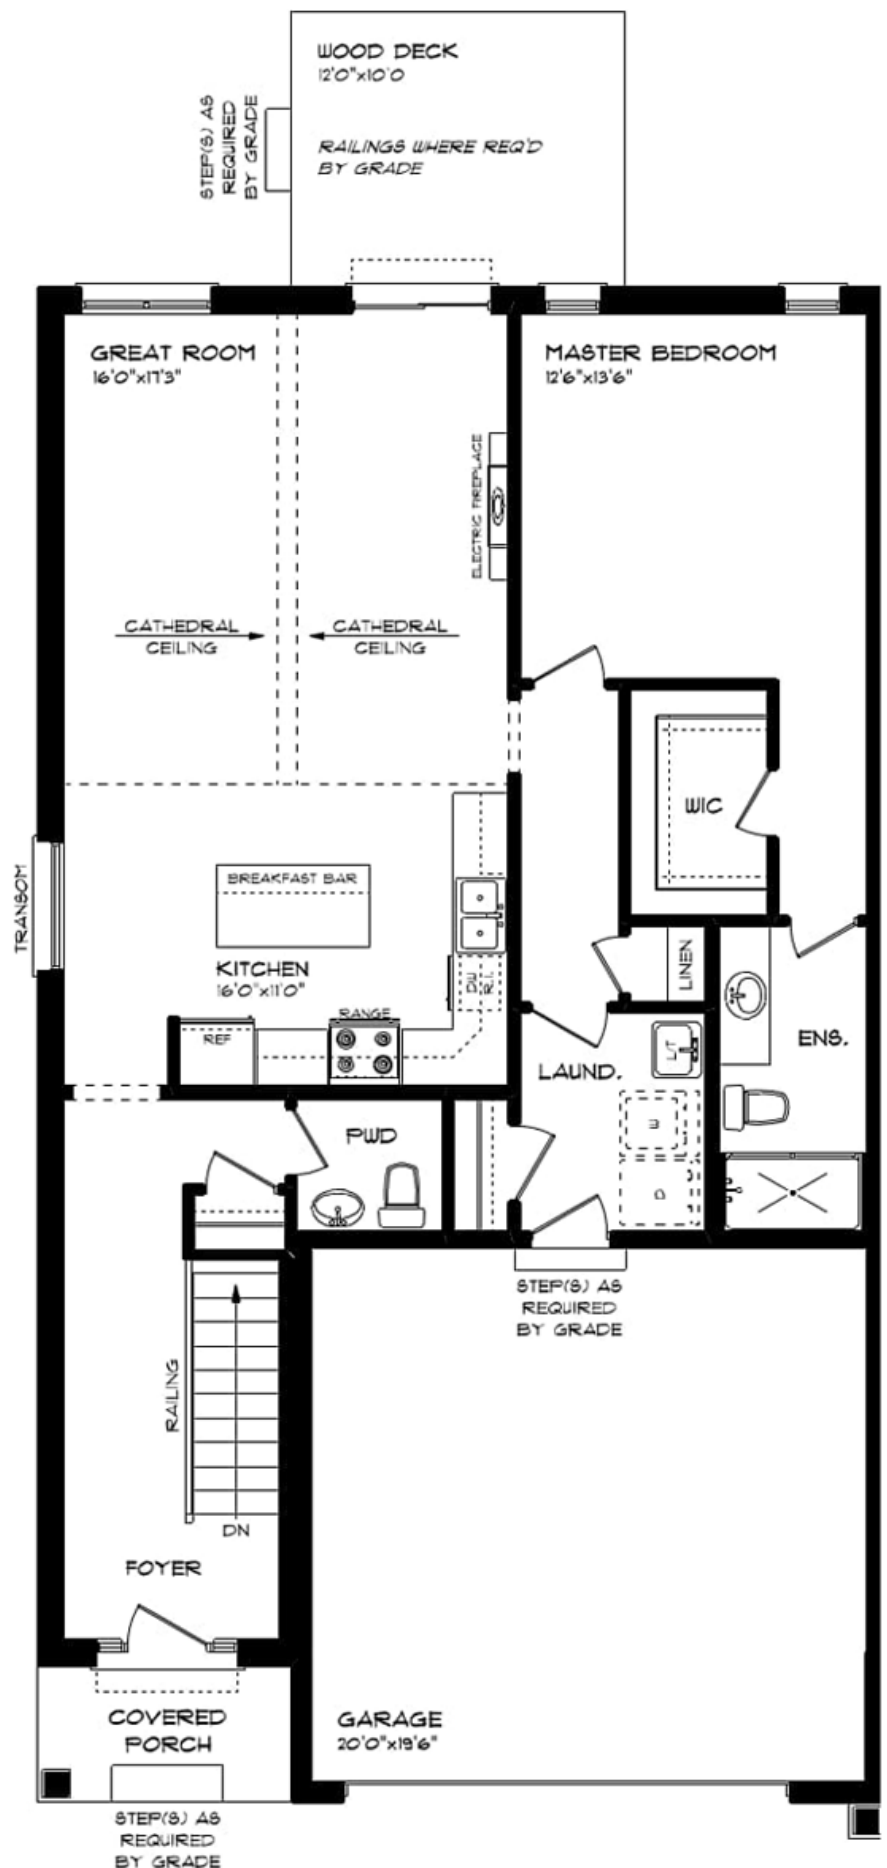 WOOD DECK
12'0"x10'0
STEP(S) AS
REQUIRED
BY GRADE
RAILINGS WHERE REQ'D
BY GRADE
GREAT ROOM
16'0"x17'3"
MASTER BEDROOM
12'6"x13'6"
ELECTRIC FIREPLACE
CATHEDRAL
CEILING
CATHEDRAL
CEILING
WIC
TRANSOM
BREAKFAST BAR
KITCHEN
16'0"x11'0"
DW
R.I.
LINEN
RANGE
REF
L/T
ENS.
LAUND.
W
D
PWD
STEP(S) AS
REQUIRED
BY GRADE
RAILING
DN
FOYER
COVERED
PORCH
GARAGE
20'0"x19'6"
STEP(S) AS
REQUIRED
BY GRADE